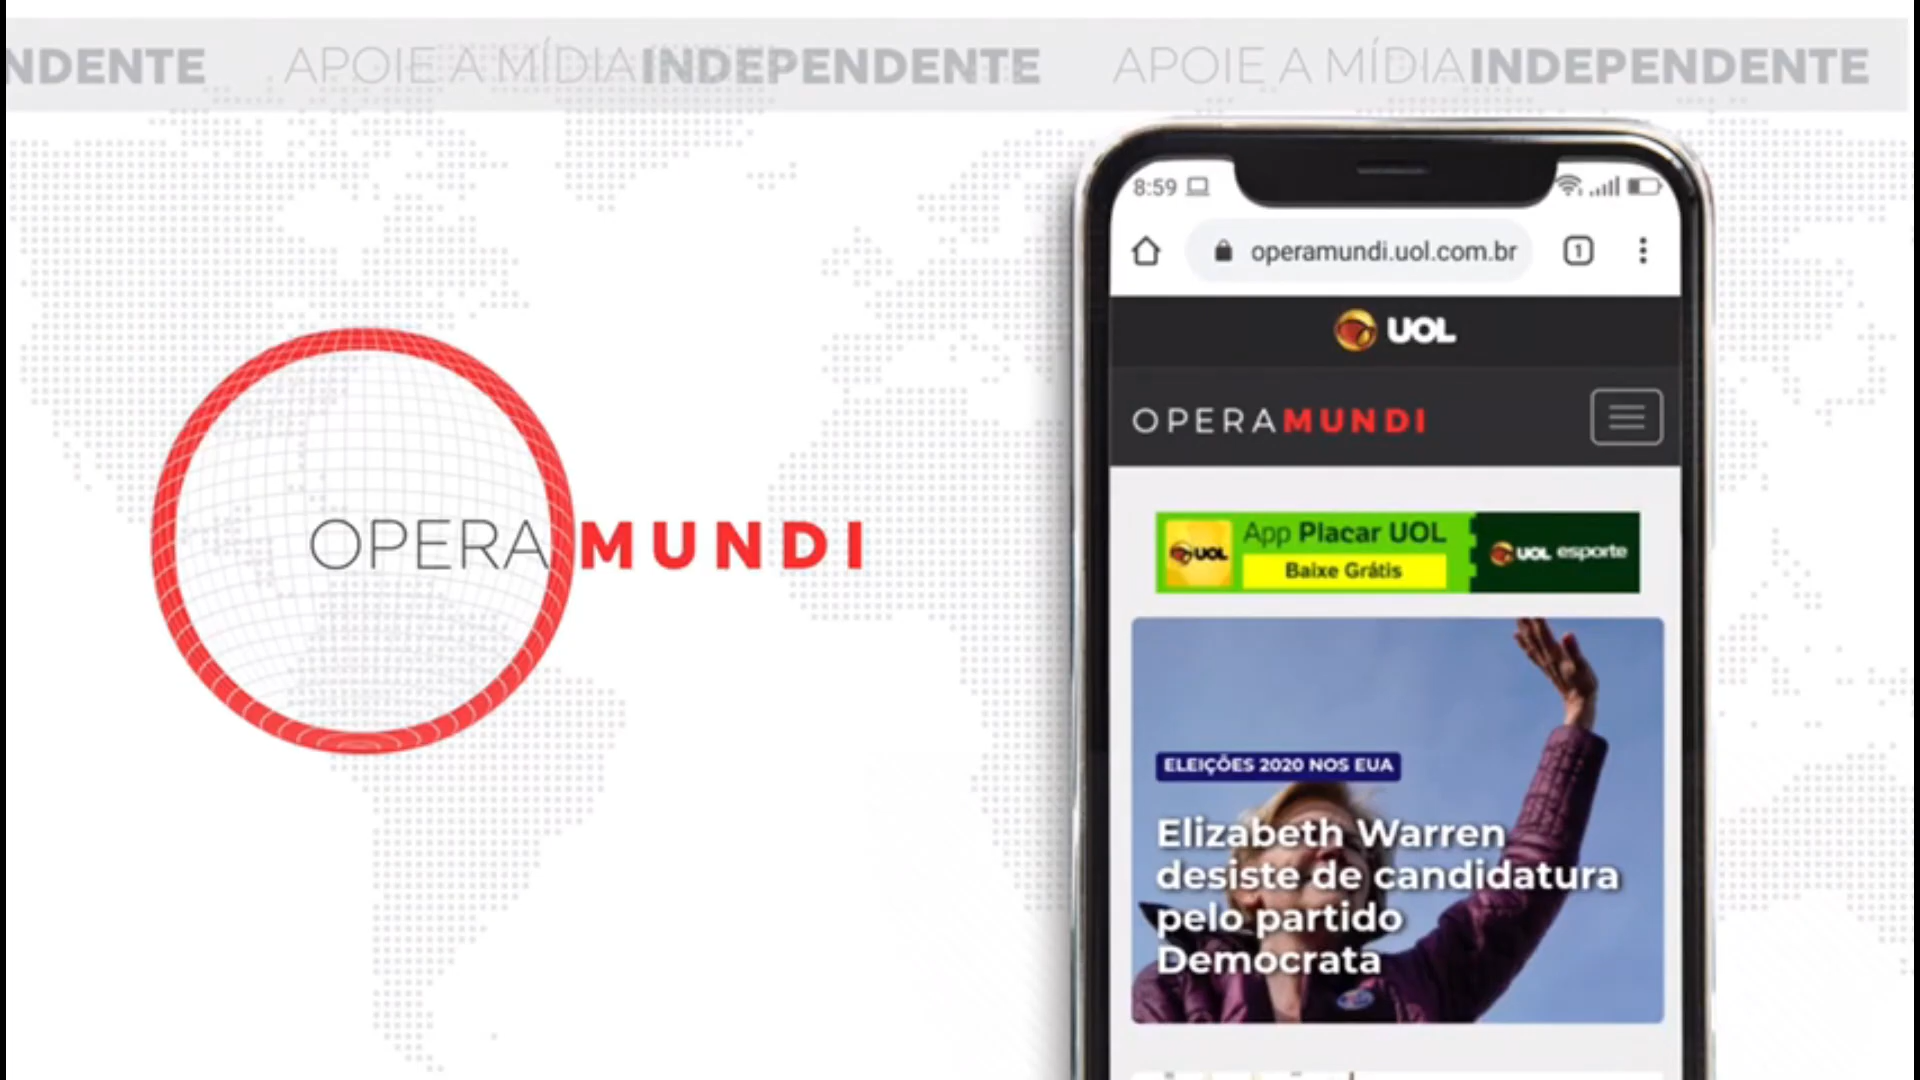 NDENTE APOIE A MÍDIA INDEPENDENTE APOIE A MÍDIA INDEPENDENTE
OPERA MUNDI
8:59
operamundi.uol.com.br 1
UOL
OPERAMUNDI
UOL
App Placar UOL
Baixe Grátis
UOL esporte
ELEIÇÕES 2020 NOS EUA
Elizabeth Warren
desiste de candidatura
pelo partido
Democrata